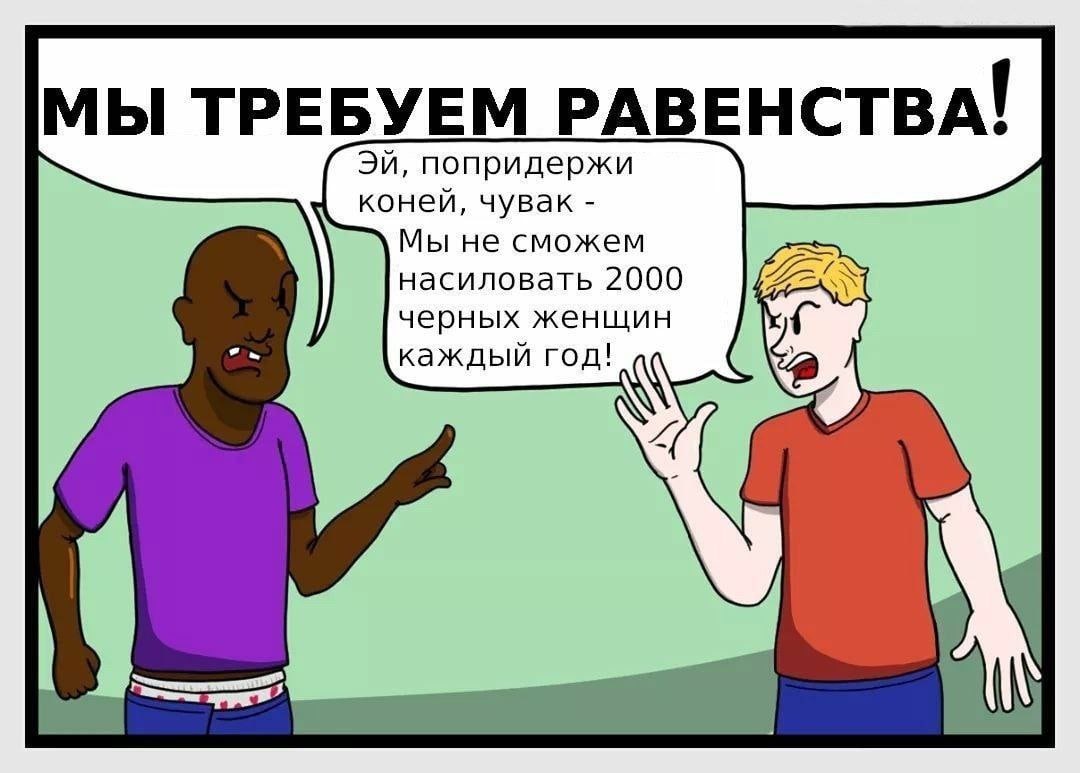 МЫ ТРЕБУЕМ РАВЕНСТВА!
Эй, попридержи
коней, чувак -
Мы не сможем
насиловать 2000
черных женщин
каждый год!